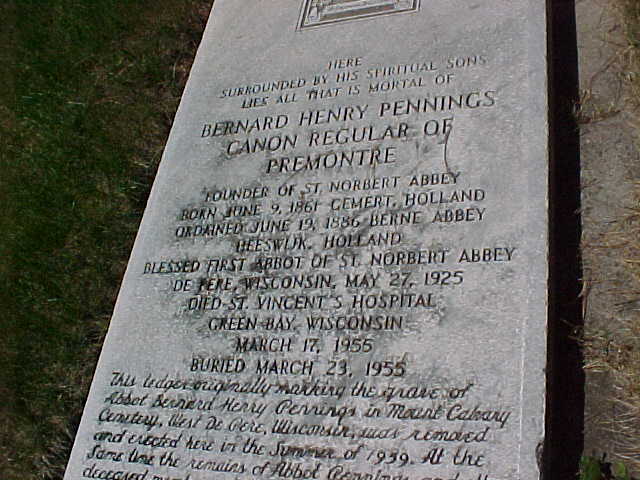 HERE
SURROUNDED BY HIS SPIRITUAL SONS
LIES ALL THAT IS MORTAL OF
BERNARD HENRY PENNINGS
CANON REGULAR OF
PREMONTRE
FOUNDER OF ST. NORBERT ABBEY
BORN JUNE 9, 1861 GEMERT, HOLLAND
ORDAINED JUNE 19, 1886 BERNE ABBEY
HEESWIJK, HOLLAND
BLESSED FIRST ABBOT OF ST. NORBERT ABBEY
DE PERE, WISCONSIN, MAY 27, 1925
DIED ST. VINCENT'S HOSPITAL
GREEN BAY, WISCONSIN
MARCH 17, 1955
BURIED MARCH 23, 1955
This ledger originally marking the grave of
Abbot Bernard Henry Pennings in Mount Calvary
Cemetery, West De Pere, Wisconsin, was removed
and erected here in the Summer of 1959. At the
same time the remains of Abbot Pennings and
deceased